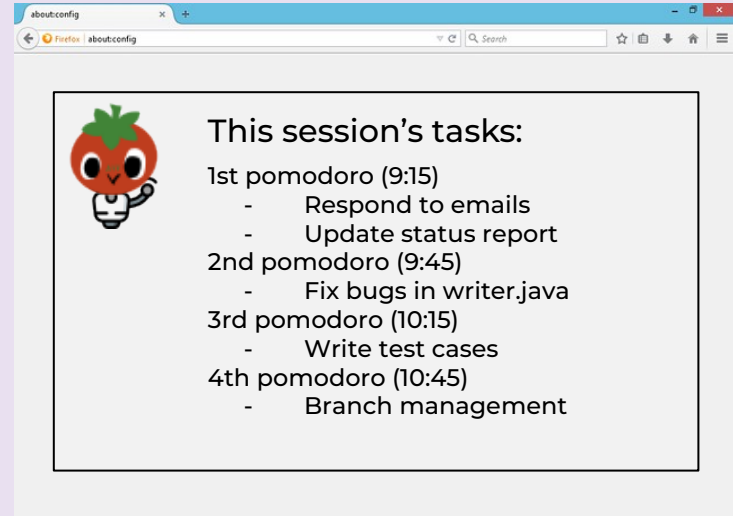 about:config
Firefox about:config
Search
This session's tasks:
1st pomodoro (9:15)
- Respond to emails
- Update status report
2nd pomodoro (9:45)
- Fix bugs in writer.java
3rd pomodoro (10:15)
- Write test cases
4th pomodoro (10:45)
- Branch management